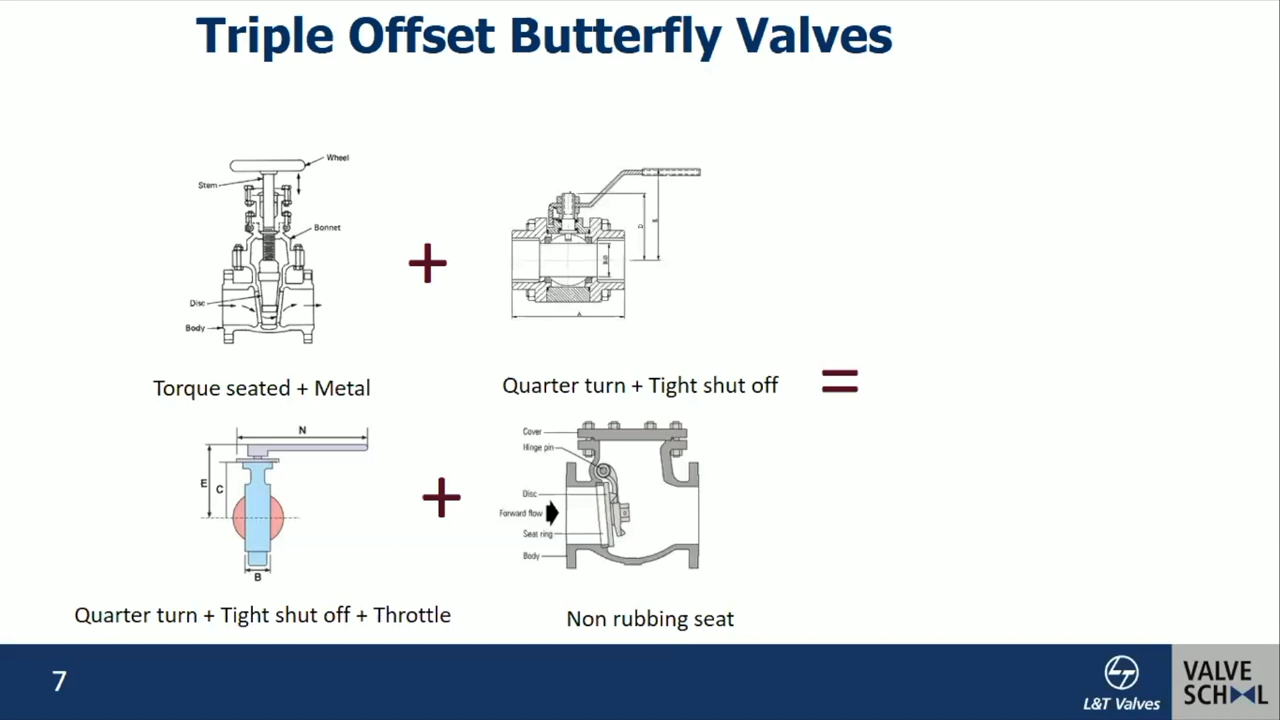 Triple Offset Butterfly Valves
Wheel
Stem
Bonnet
Disc
Body
+
D
E
B.Ø
A
Torque seated + Metal
Quarter turn + Tight shut off
=
N
E
C
B
+
Cover
Hinge pin
Disc
Forward flow
Seat ring
Body
Quarter turn + Tight shut off + Throttle
Non rubbing seat
7
L&T Valves
VALVE
SCHOOL